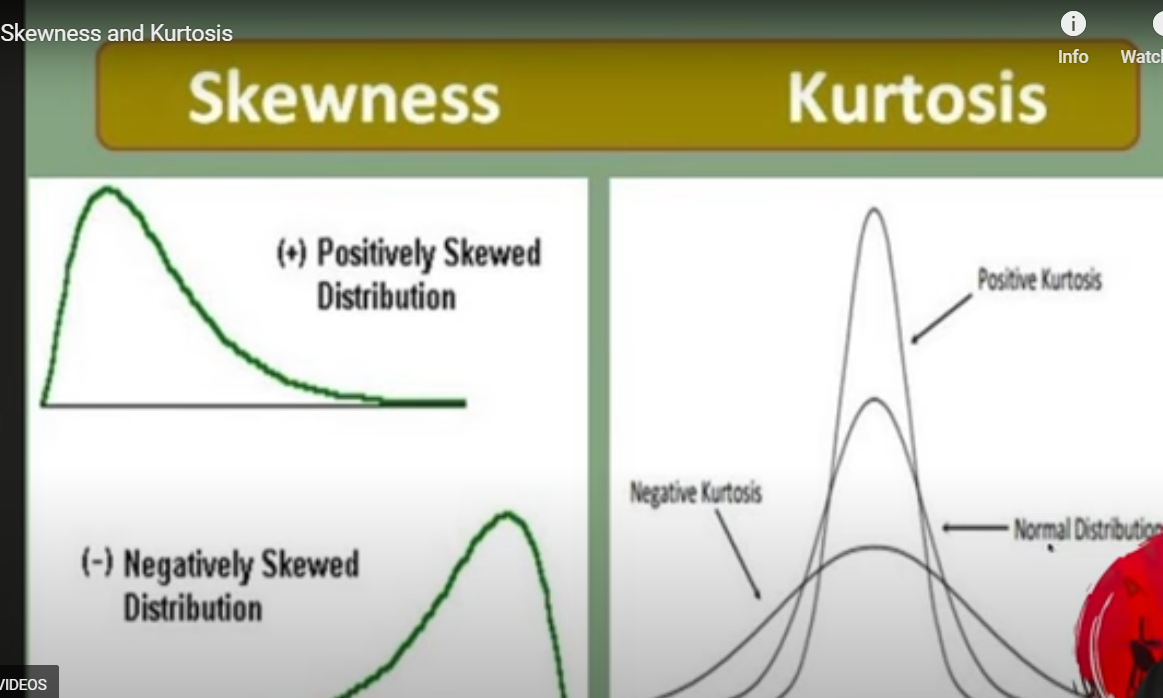 Skewness and Kurtosis
Info
Skewness
Kurtosis
(+) Positively Skewed
Distribution
Positive Kurtosis
Negative Kurtosis
Normal Distribution
(-) Negatively Skewed
Distribution
VIDEOS